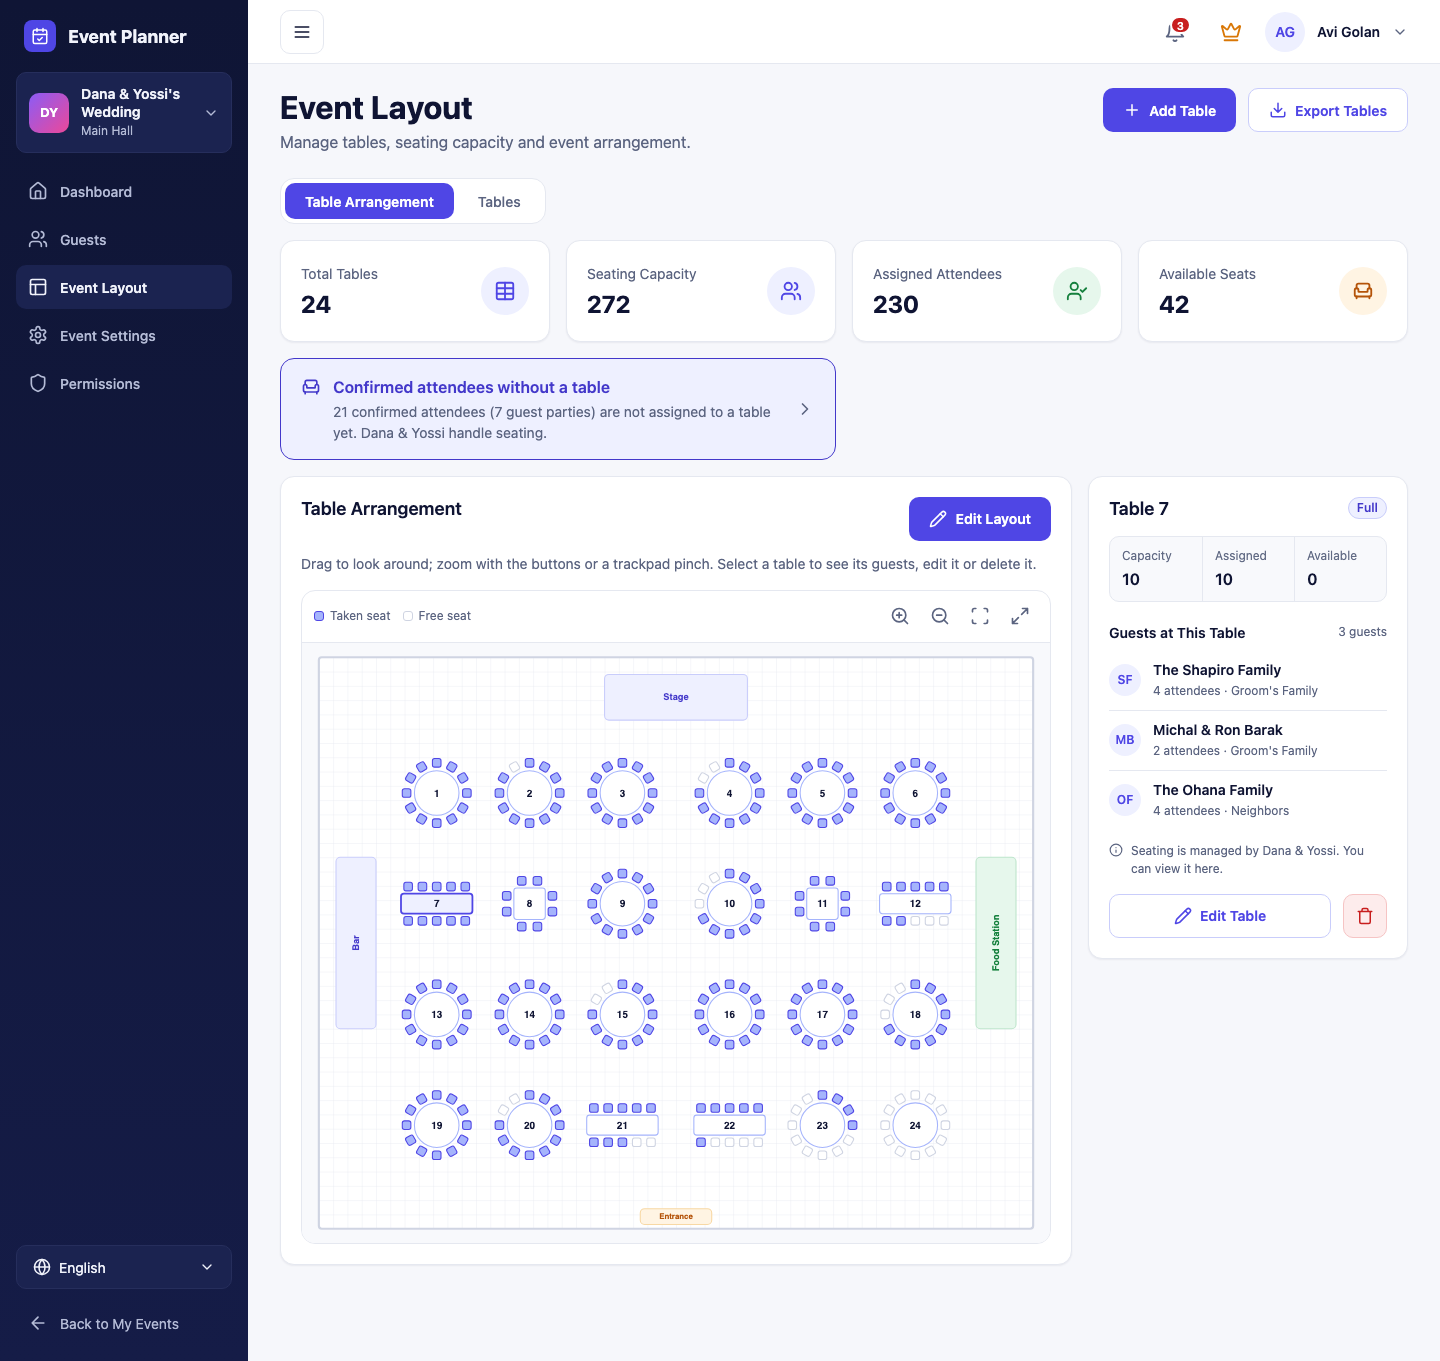 Event Planner
DY
Dana & Yossi's
Wedding
Main Hall
Dashboard
Guests
Event Layout
Event Settings
Permissions
English
Back to My Events
3
AG
Avi Golan
Event Layout
Manage tables, seating capacity and event arrangement.
Add Table
Export Tables
Table Arrangement
Tables
Total Tables
24
Seating Capacity
272
Assigned Attendees
230
Available Seats
42
Confirmed attendees without a table
21 confirmed attendees (7 guest parties) are not assigned to a table
yet. Dana & Yossi handle seating.
Table Arrangement
Edit Layout
Drag to look around; zoom with the buttons or a trackpad pinch. Select a table to see its guests, edit it or delete it.
Taken seat
Free seat
Stage
1 2 3 4 5 6
7 8 9 10 11 12
Bar
Food Station
13 14 15 16 17 18
19 20 21 22 23 24
Entrance
Table 7
Full
Capacity
10
Assigned
10
Available
0
Guests at This Table
3 guests
SF
The Shapiro Family
4 attendees · Groom's Family
MB
Michal & Ron Barak
2 attendees · Groom's Family
OF
The Ohana Family
4 attendees · Neighbors
Seating is managed by Dana & Yossi. You
can view it here.
Edit Table